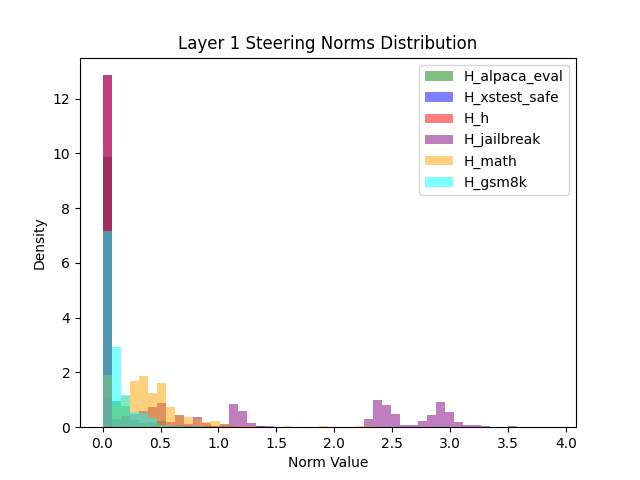 Layer 1 Steering Norms Distribution
H_alpaca_eval
H_xstest_safe
H_h
H_jailbreak
H_math
H_gsm8k
Density
12
10
8
6
4
2
0
0.0 0.5 1.0 1.5 2.0 2.5 3.0 3.5 4.0
Norm Value